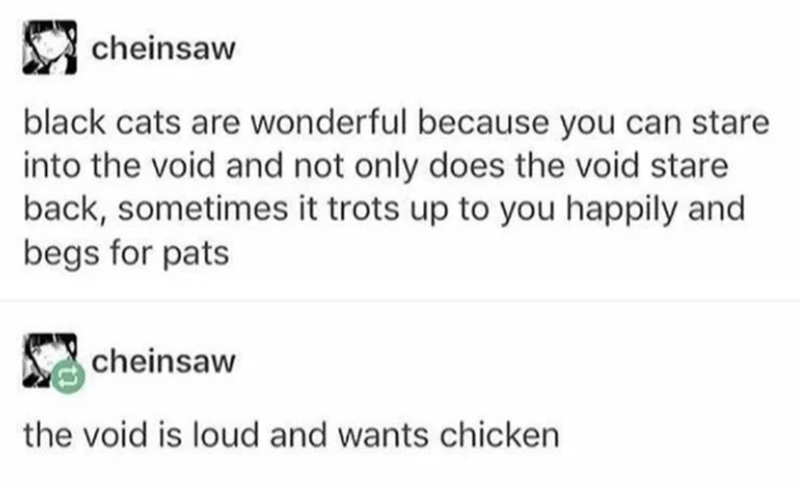 cheinsaw
black cats are wonderful because you can stare
into the void and not only does the void stare
back, sometimes it trots up to you happily and
begs for pats
cheinsaw
the void is loud and wants chicken